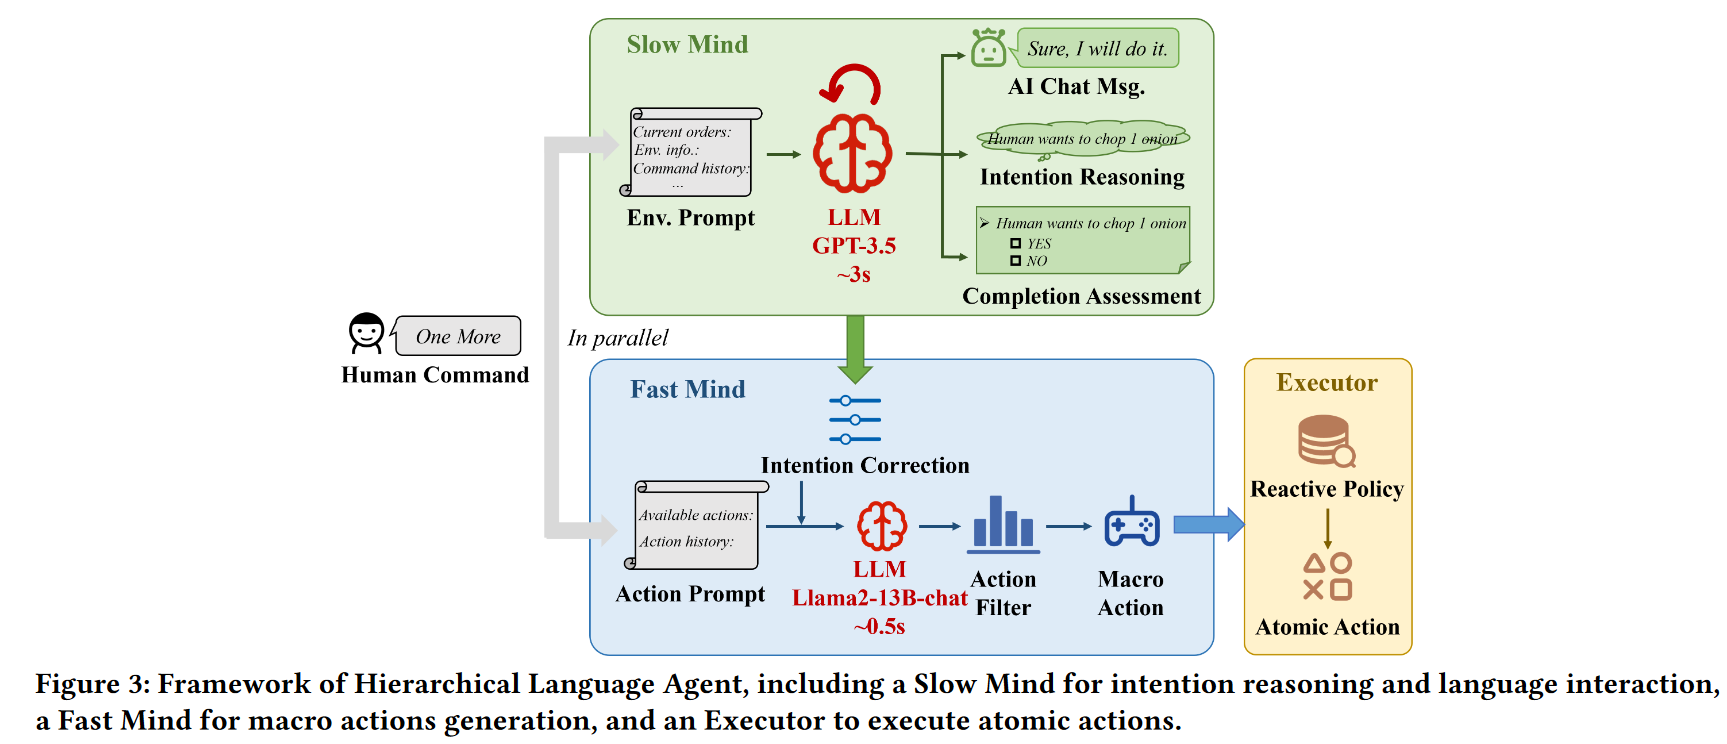 Slow Mind
Current orders:
Env. info.:
Command history:
...
Env. Prompt
LLM
GPT-3.5
~3s
Sure, I will do it.
AI Chat Msg.
Human wants to chop 1 onion
Intention Reasoning
Human wants to chop 1 onion
YES
NO
Completion Assessment
One More
Human Command
In parallel
Fast Mind
Intention Correction
Available actions:
Action history:
Action Prompt
LLM
Llama2-13B-chat
~0.5s
Action
Filter
Macro
Action
Executor
Reactive Policy
Atomic Action
Figure 3: Framework of Hierarchical Language Agent, including a Slow Mind for intention reasoning and language interaction,
a Fast Mind for macro actions generation, and an Executor to execute atomic actions.